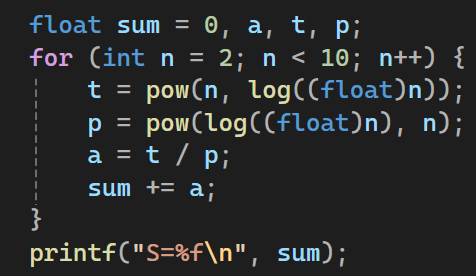 float sum = 0, a, t, p;
for (int n = 2; n < 10; n++) {
    t = pow(n, log((float)n));
    p = pow(log((float)n), n);
    a = t / p;
    sum += a;
}
printf("S=%f\n", sum);